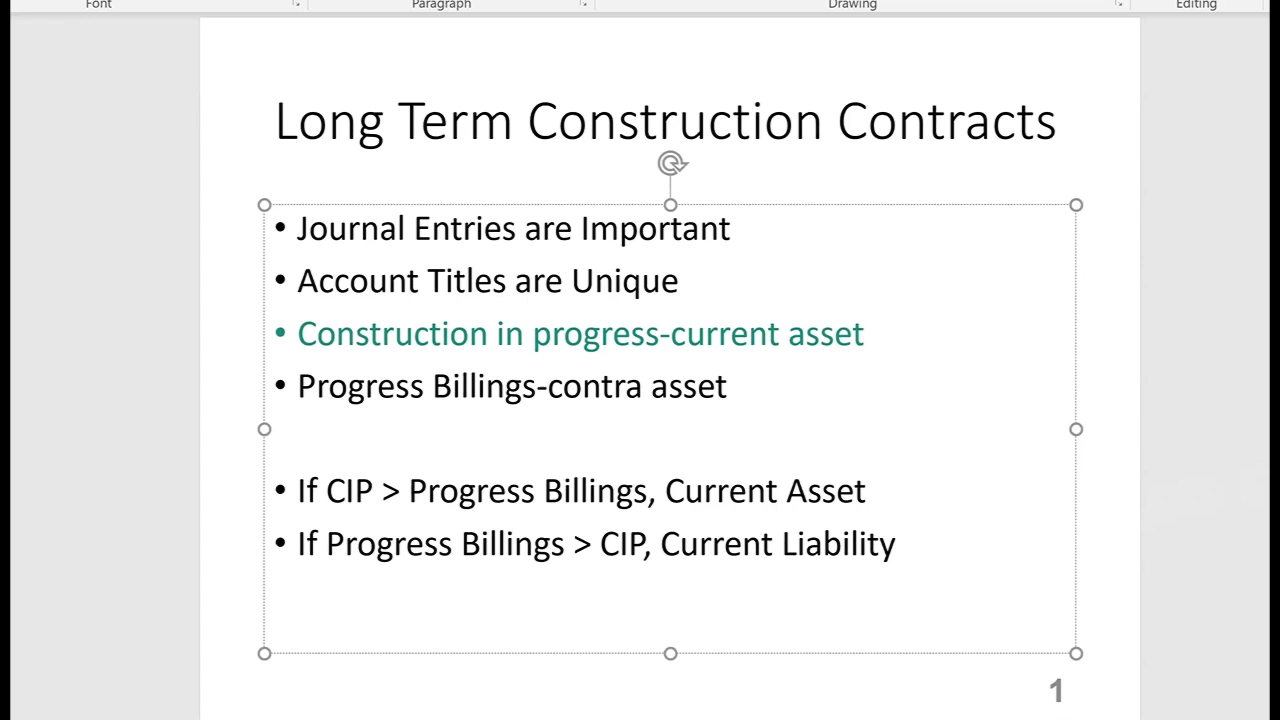 Font Paragraph Drawing Editing
Long Term Construction Contracts
• Journal Entries are Important
• Account Titles are Unique
• Construction in progress-current asset
• Progress Billings-contra asset
• If CIP > Progress Billings, Current Asset
• If Progress Billings > CIP, Current Liability
1